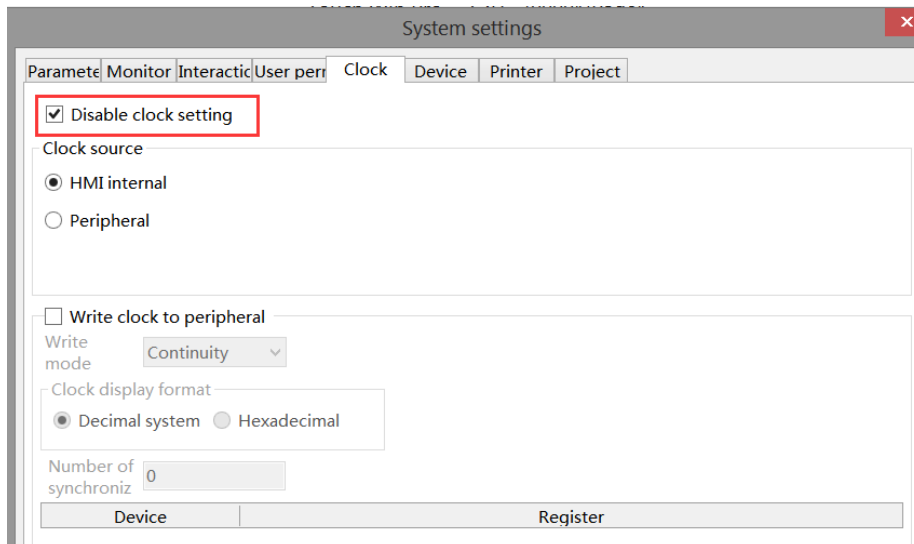 System settings
Paramete Monitor Interactic User perr Clock Device Printer Project
Disable clock setting
Clock source
HMI internal
Peripheral
Write clock to peripheral
Write
mode
Continuity
Clock display format
Decimal system Hexadecimal
Number of
synchroniz
0
Device Register